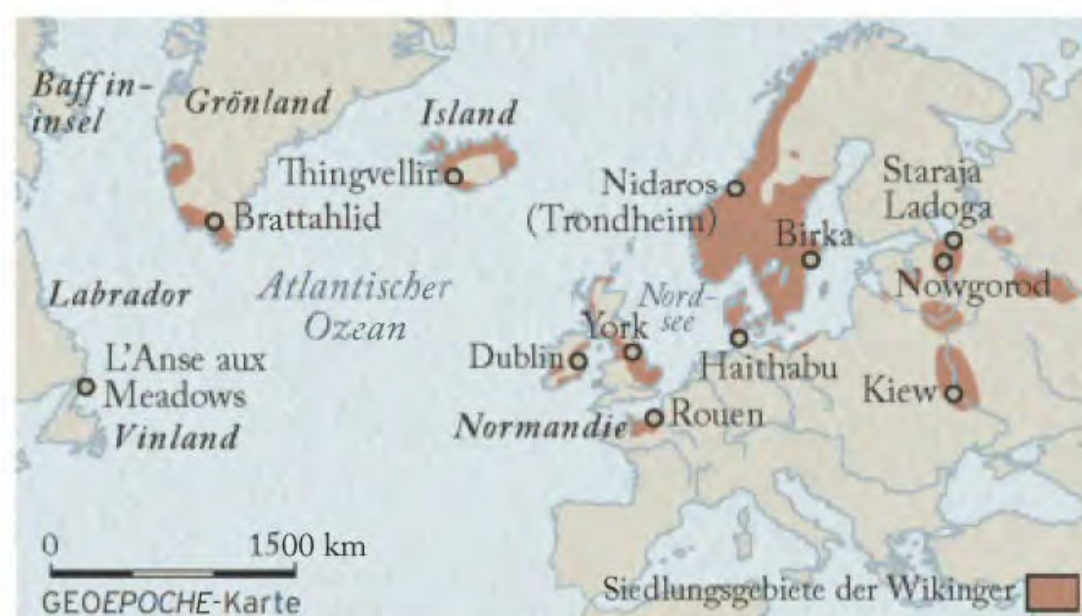 Baffin-
insel
Grönland
Island
Thingvellir
Brattahlid
Nidaros
(Trondheim)
Birka
Staraja
Ladoga
Nowgorod
Labrador
Atlantischer
Ozean
Nord-
see
York
Dublin
Haithabu
L'Anse aux
Meadows
Kiew
Vinland
Normandie
Rouen
0 1500 km
GEOEPOCHE-Karte
Siedlungsgebiete der Wikinger